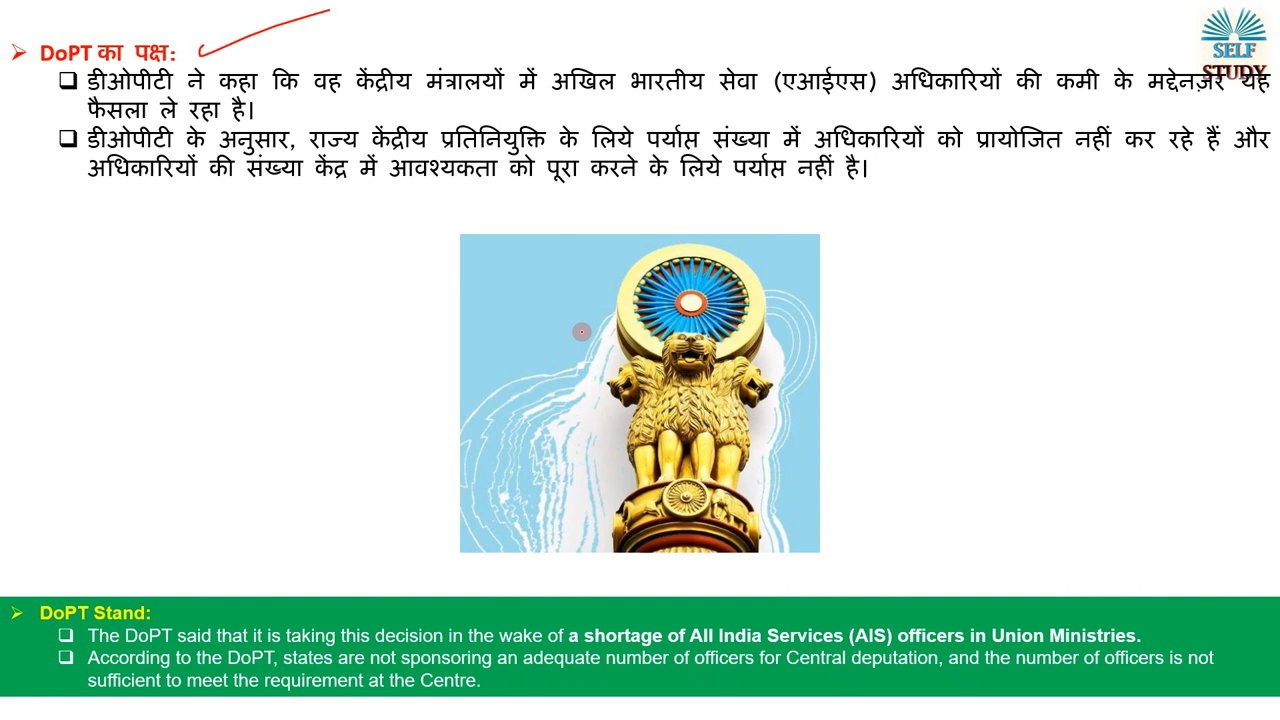 SELF
STUDY
➢ DoPT का पक्ष:
❑ डीओपीटी ने कहा कि वह केंद्रीय मंत्रालयों में अखिल भारतीय सेवा (एआईएस) अधिकारियों की कमी के मद्देनज़र यह
फैसला ले रहा है।
❑ डीओपीटी के अनुसार, राज्य केंद्रीय प्रतिनियुक्ति के लिये पर्याप्त संख्या में अधिकारियों को प्रायोजित नहीं कर रहे हैं और
अधिकारियों की संख्या केंद्र में आवश्यकता को पूरा करने के लिये पर्याप्त नहीं है।
➢ DoPT Stand:
❑ The DoPT said that it is taking this decision in the wake of a shortage of All India Services (AIS) officers in Union Ministries.
❑ According to the DoPT, states are not sponsoring an adequate number of officers for Central deputation, and the number of officers is not
sufficient to meet the requirement at the Centre.